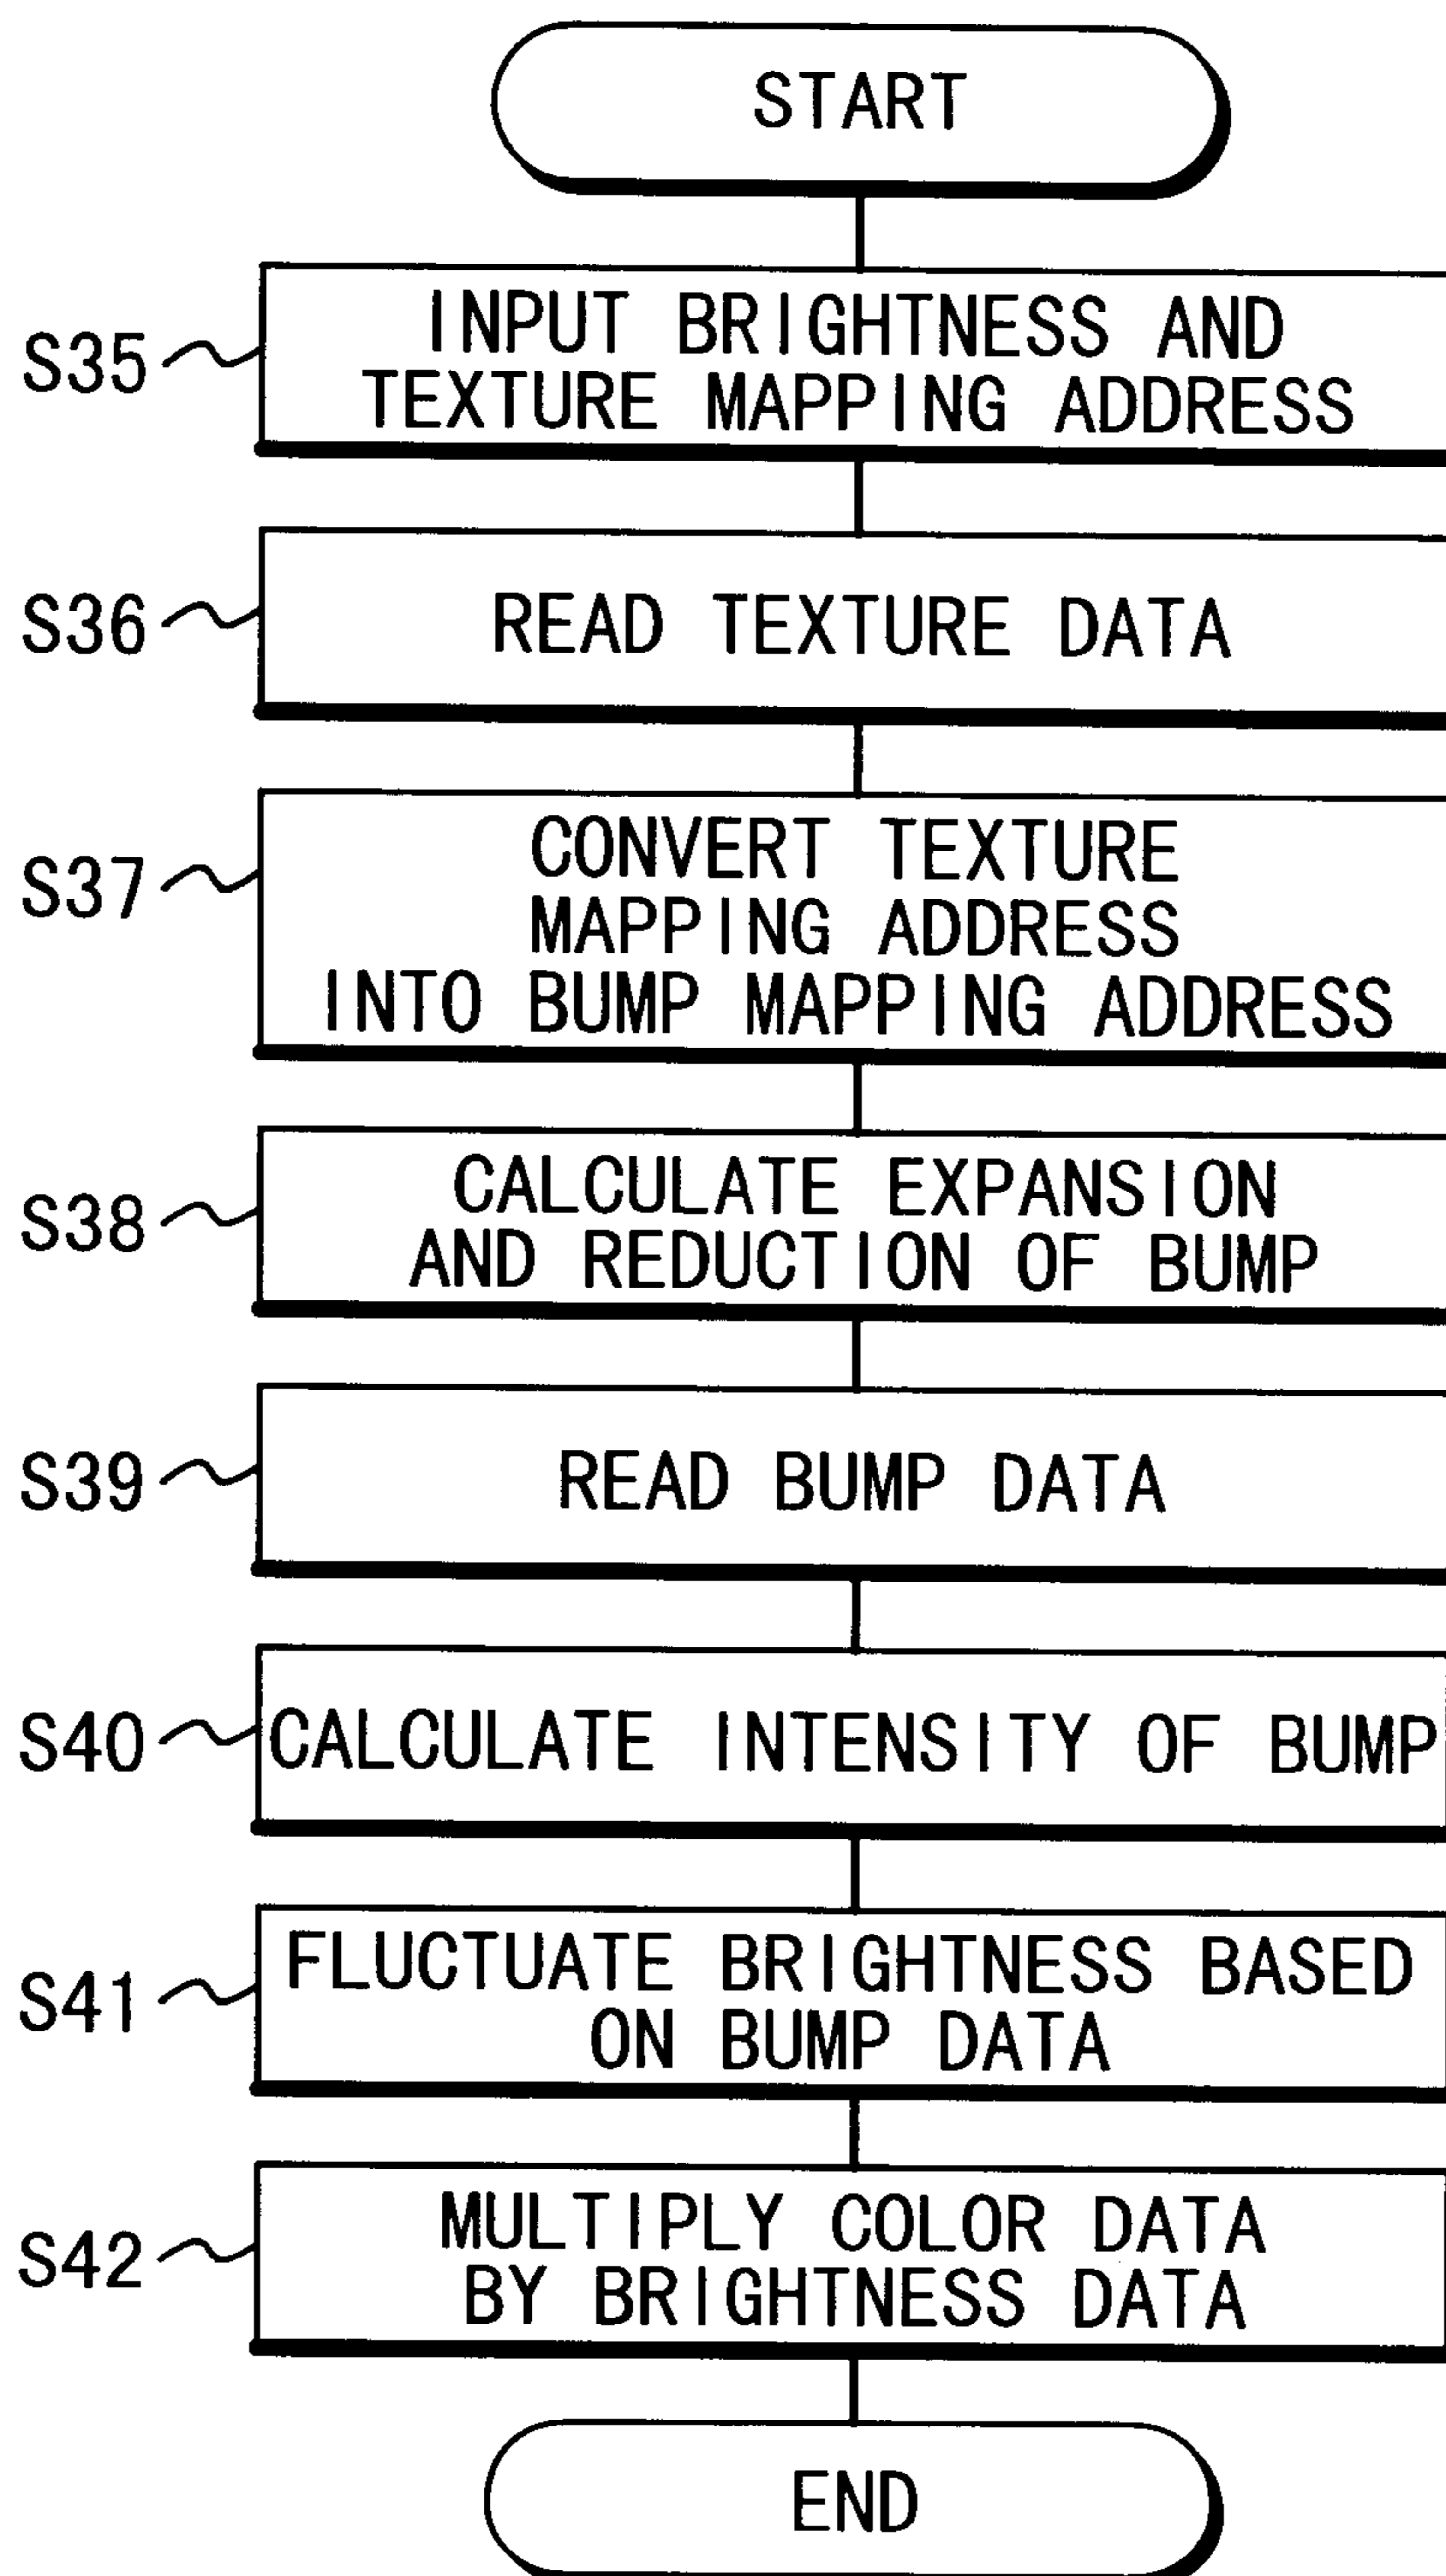 START
S35
INPUT BRIGHTNESS AND
TEXTURE MAPPING ADDRESS
S36
READ TEXTURE DATA
S37
CONVERT TEXTURE
MAPPING ADDRESS
INTO BUMP MAPPING ADDRESS
S38
CALCULATE EXPANSION
AND REDUCTION OF BUMP
S39
READ BUMP DATA
S40
CALCULATE INTENSITY OF BUMP
S41
FLUCTUATE BRIGHTNESS BASED
ON BUMP DATA
S42
MULTIPLY COLOR DATA
BY BRIGHTNESS DATA
END